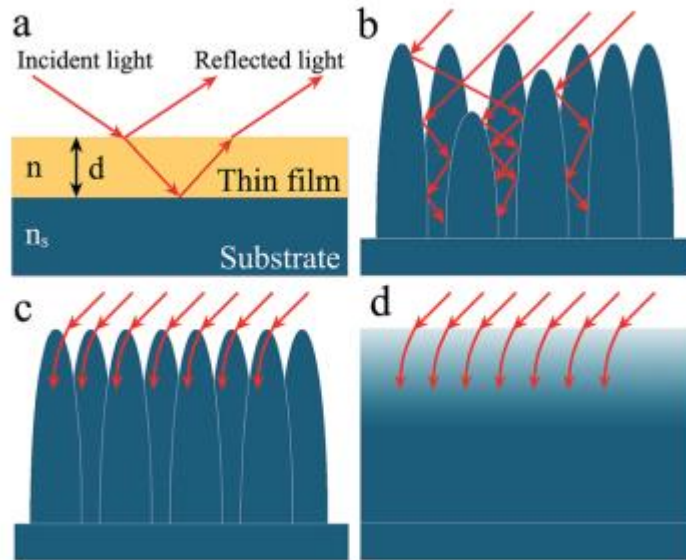 a
Incident light Reflected light
n d Thin film
nₛ
Substrate
b
c
d